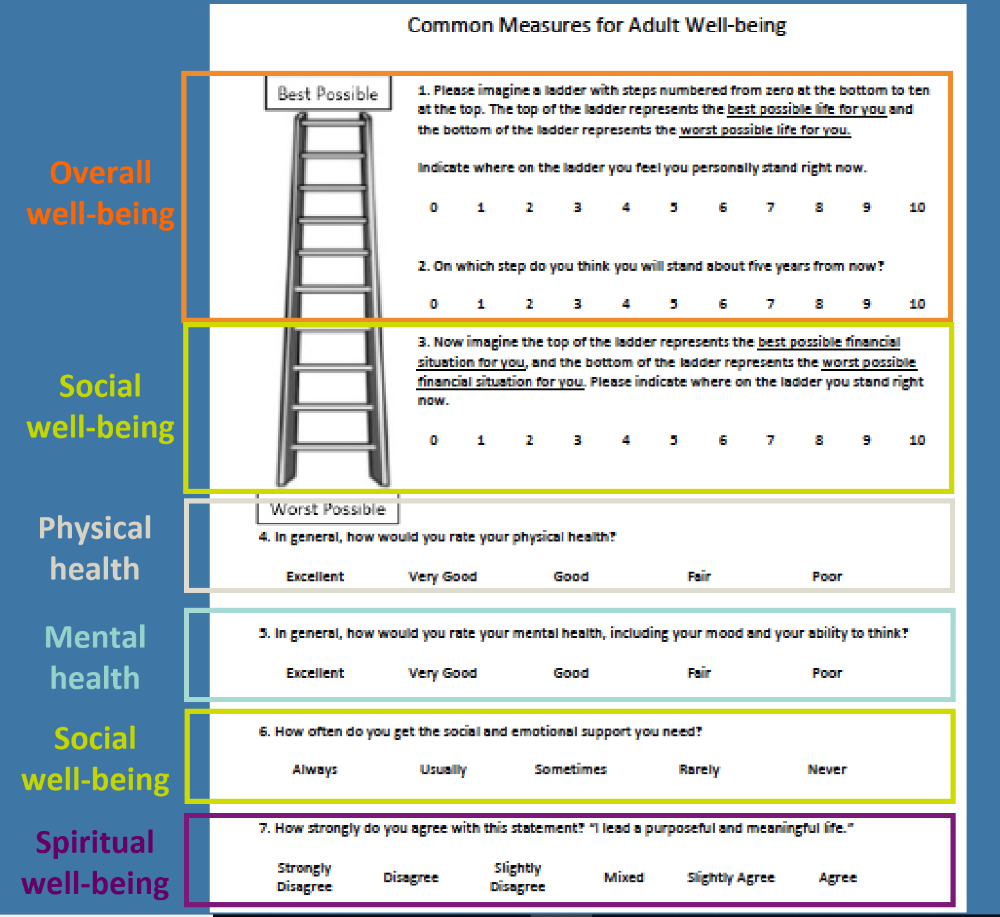 Common Measures for Adult Well-being
Overall
well-being
Best Possible
1. Please imagine a ladder with steps numbered from zero at the bottom to ten
at the top. The top of the ladder represents the best possible life for you and
the bottom of the ladder represents the worst possible life for you.
Indicate where on the ladder you feel you personally stand right now.
0 1 2 3 4 5 6 7 8 9 10
2. On which step do you think you will stand about five years from now?
0 1 2 3 4 5 6 7 8 9 10
Social
well-being
3. Now imagine the top of the ladder represents the best possible financial
situation for you, and the bottom of the ladder represents the worst possible
financial situation for you. Please indicate where on the ladder you stand right
now.
0 1 2 3 4 5 6 7 8 9 10
Physical
health
Worst Possible
4. In general, how would you rate your physical health?
Excellent Very Good Good Fair Poor
Mental
health
5. In general, how would you rate your mental health, including your mood and your ability to think?
Excellent Very Good Good Fair Poor
Social
well-being
6. How often do you get the social and emotional support you need?
Always Usually Sometimes Rarely Never
Spiritual
well-being
7. How strongly do you agree with this statement? "I lead a purposeful and meaningful life."
Strongly
Disagree
Disagree
Slightly
Disagree
Mixed
Slightly Agree
Agree